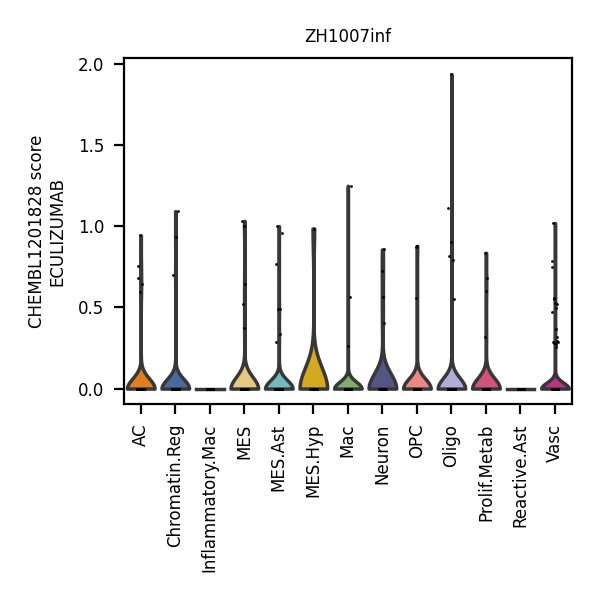 ZH1007inf
CHEMBL1201828 score
ECULIZUMAB
2.0
1.5
1.0
0.5
0.0
AC
Chromatin.Reg
Inflammatory.Mac
MES
MES.Ast
MES.Hyp
Mac
Neuron
OPC
Oligo
Prolif.Metab
Reactive.Ast
Vasc